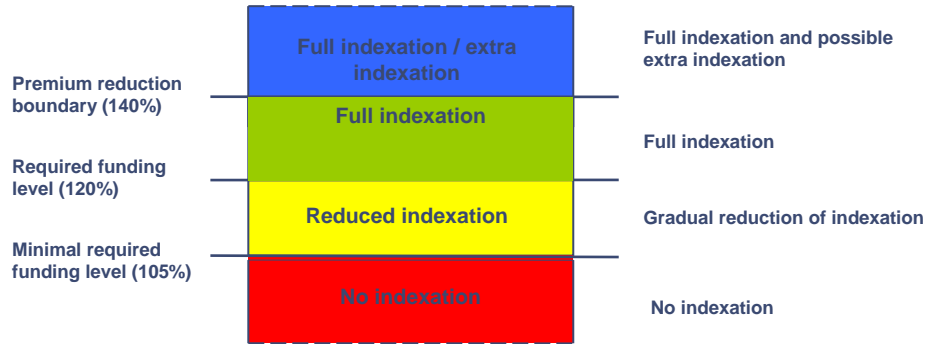 Full indexation / extra
indexation
Full indexation and possible
extra indexation
Premium reduction
boundary (140%)
Full indexation
Full indexation
Required funding
level (120%)
Reduced indexation
Gradual reduction of indexation
Minimal required
funding level (105%)
No indexation
No indexation